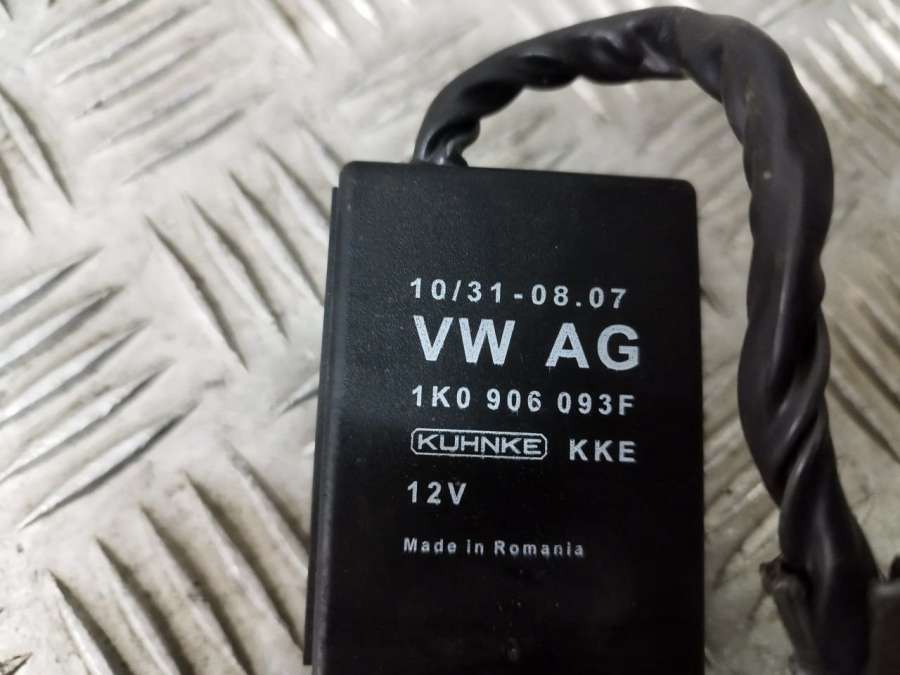 10/31-08.07
VW AG
1K0 906 093F
KUHNKE KKE
12V
Made in Romania